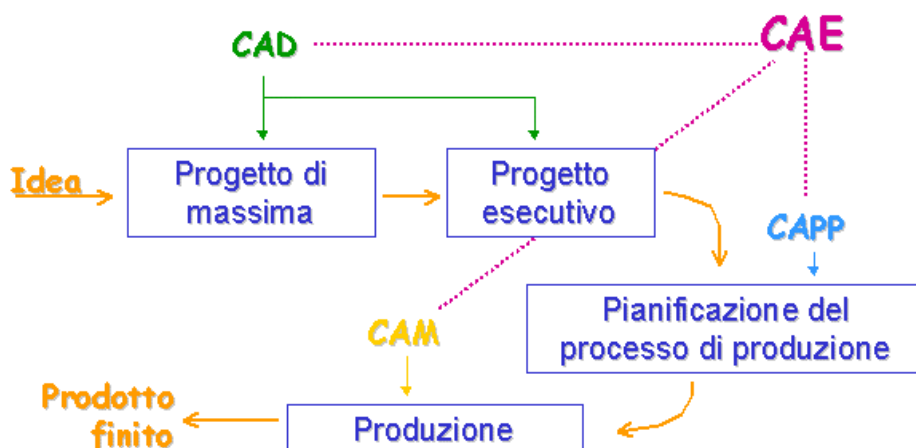 CAD
CAE
Idea
Progetto di
massima
Progetto
esecutivo
CAPP
Pianificazione del
processo di produzione
CAM
Prodotto
finito
Produzione